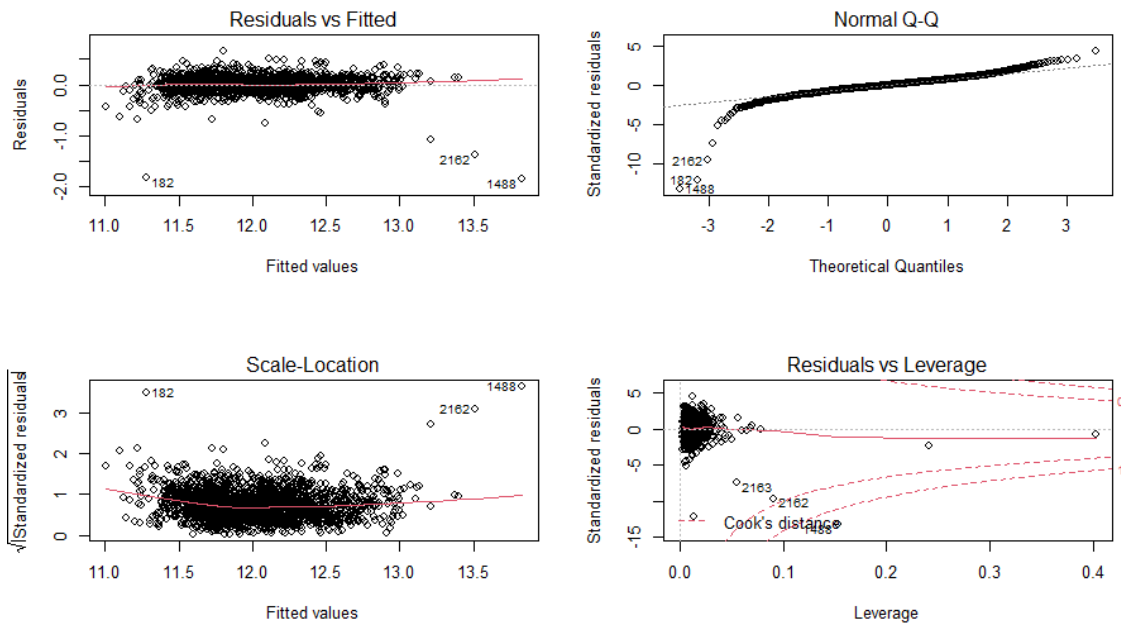 Residuals vs Fitted
Residuals
0.0
-1.0
-2.0
182
2162
1488
11.0 11.5 12.0 12.5 13.0 13.5
Fitted values
Normal Q-Q
Standardized residuals
5
0
-5
-10
2162
182
1488
-3 -2 -1 0 1 2 3
Theoretical Quantiles
Scale-Location
√|Standardized residuals|
3
2
1
0
182
2162
1488
11.0 11.5 12.0 12.5 13.0 13.5
Fitted values
Residuals vs Leverage
Standardized residuals
5
0
-5
-15
2163
2162
Cook's distance
1488
0.0 0.1 0.2 0.3 0.4
Leverage